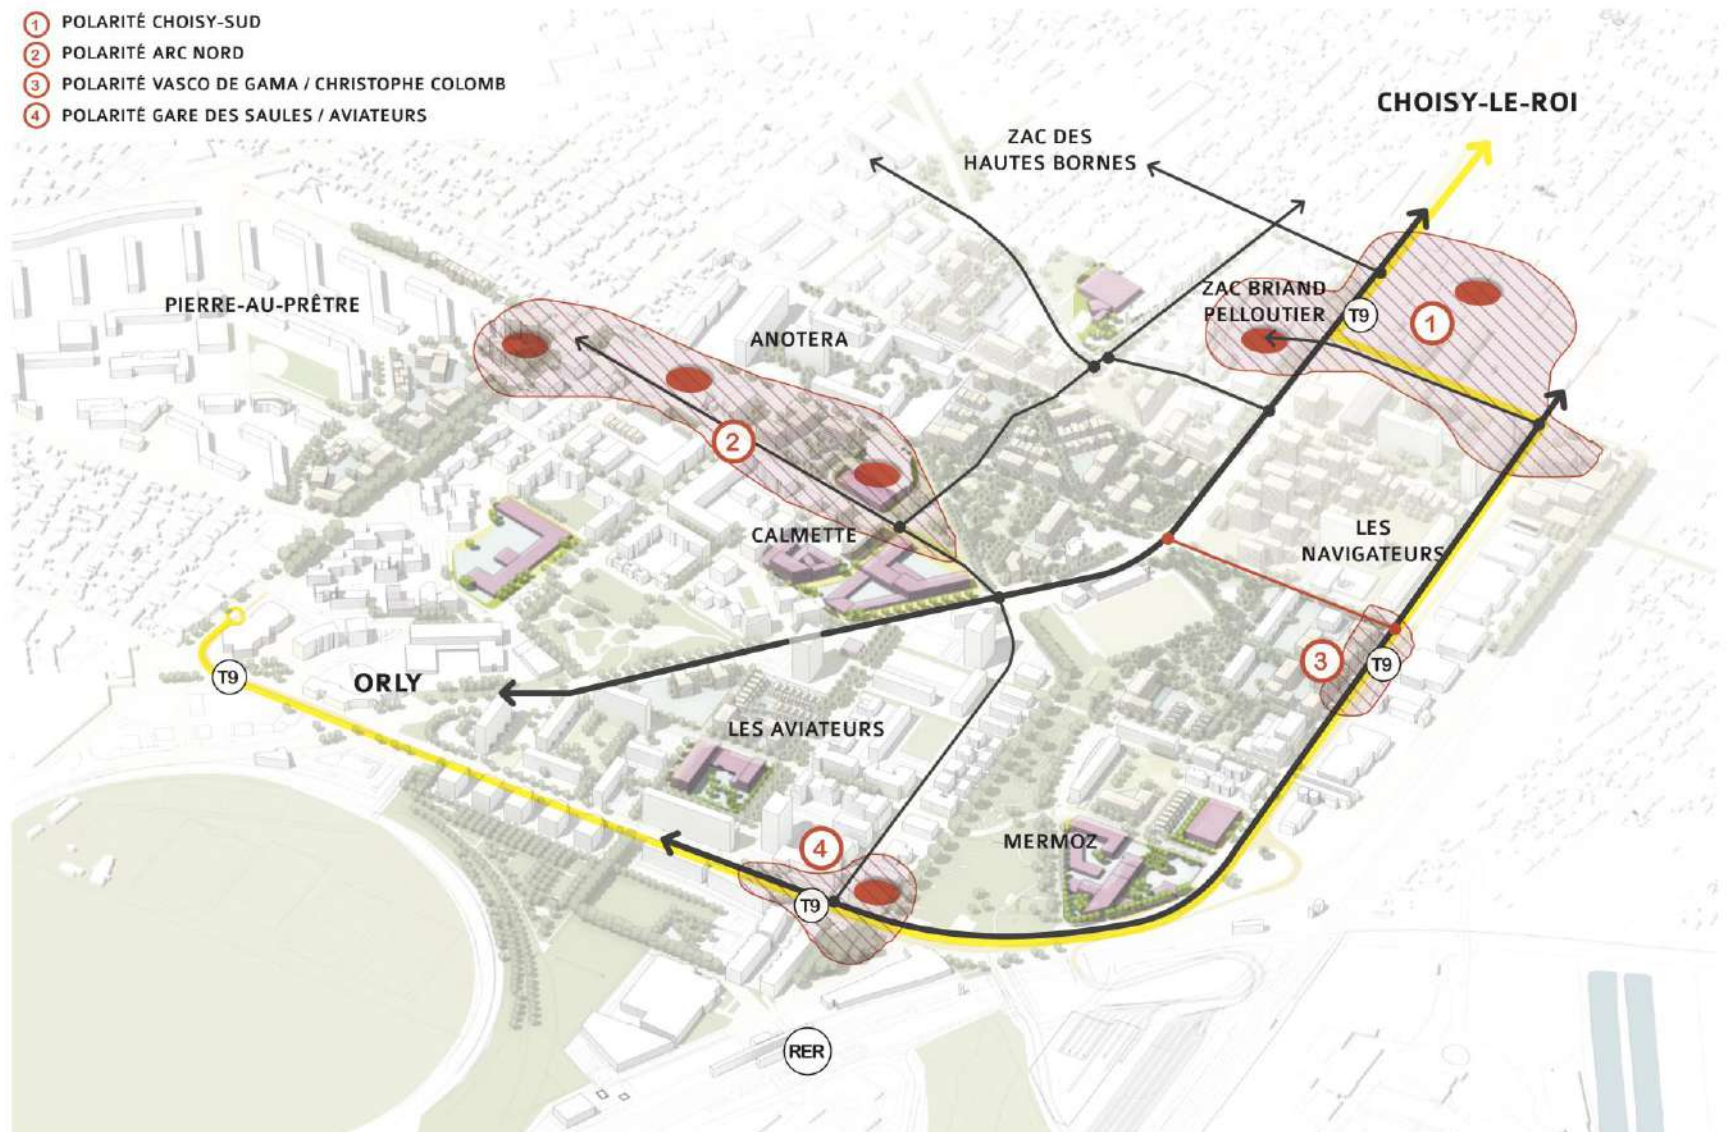 1 POLARITÉ CHOISY-SUD
2 POLARITÉ ARC NORD
3 POLARITÉ VASCO DE GAMA / CHRISTOPHE COLOMB
4 POLARITÉ GARE DES SAULES / AVIATEURS
CHOISY-LE-ROI
ZAC DES
HAUTES BORNES
PIERRE-AU-PRÊTRE
ZAC BRIAND
PELLOUTIER
T9
1
ANOTERA
2
CALMETTE
LES
NAVIGATEURS
3
T9
T9
ORLY
LES AVIATEURS
MERMOZ
4
T9
RER